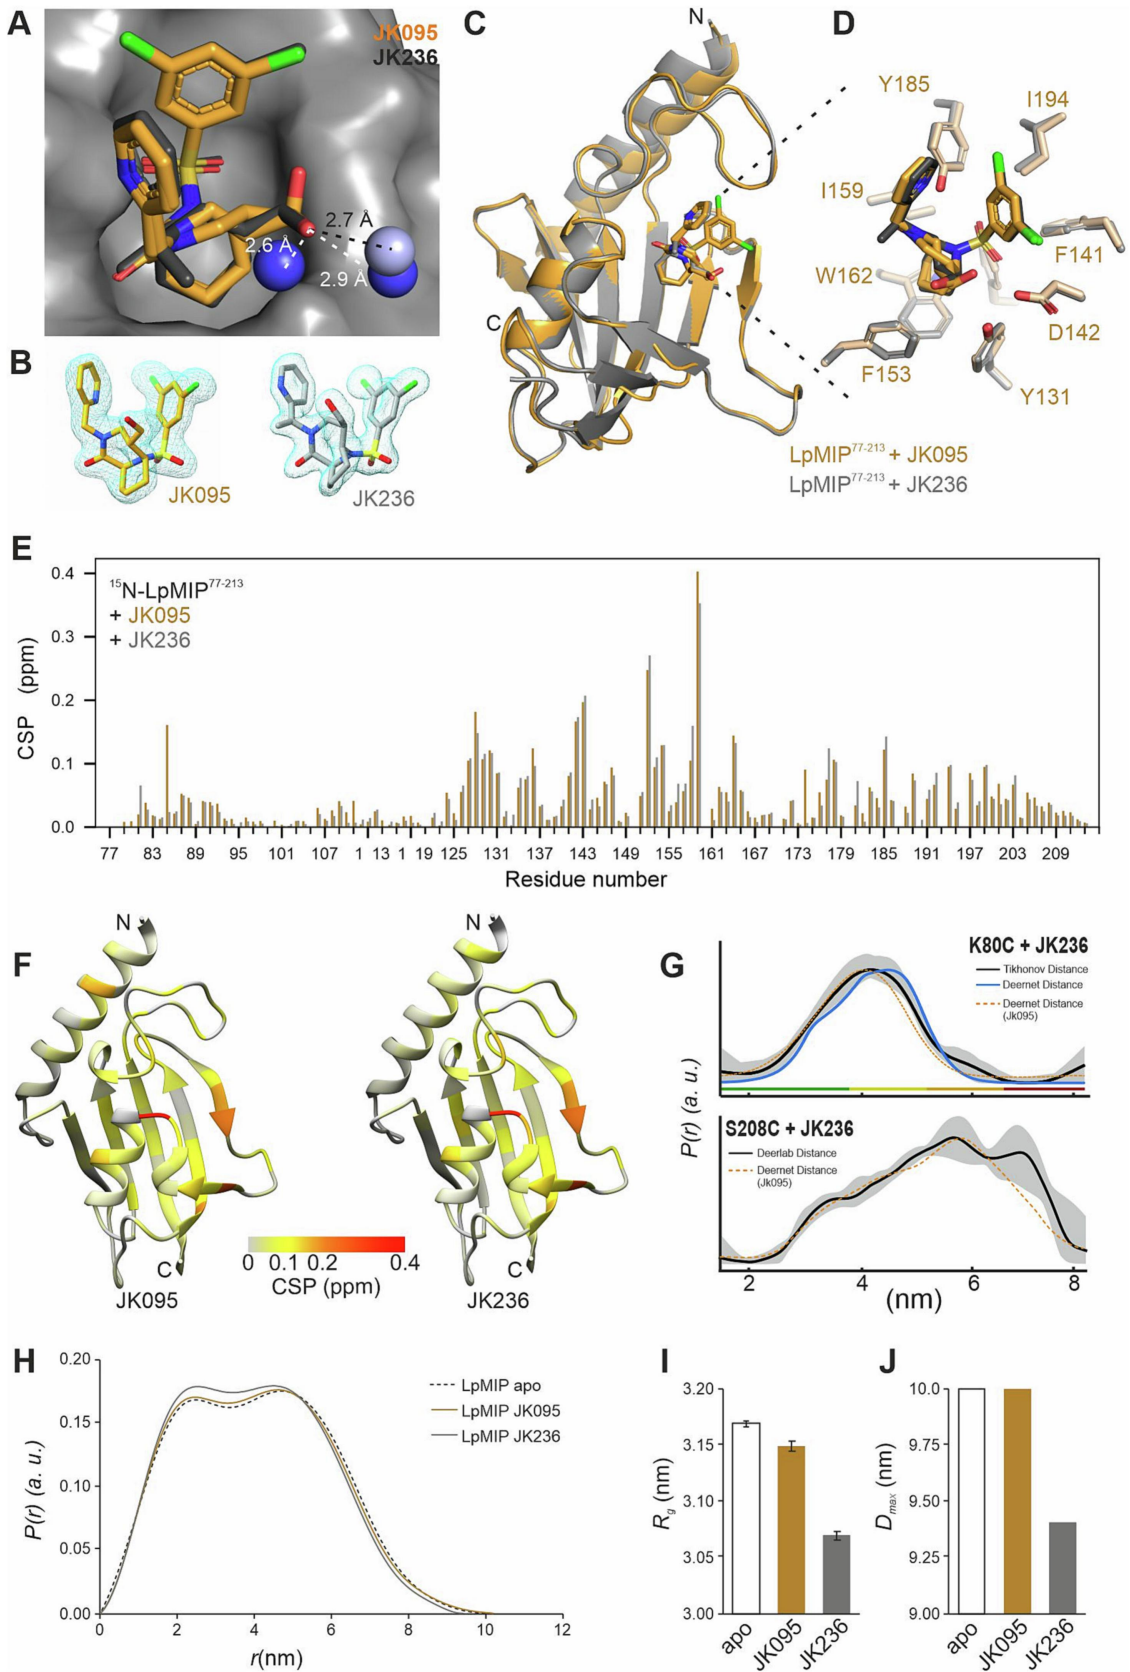 A
JK095
JK236
2.7 Å
2.6 Å
2.9 Å
B
JK095
JK236
C
N
C
LpMIP77-213 + JK095
LpMIP77-213 + JK236
D
Y185
I194
I159
F141
W162
D142
F153
Y131
E
15N-LpMIP77-213
+ JK095
+ JK236
CSP (ppm)
0.4
0.3
0.2
0.1
0.0
77 83 89 95 101 107 1 13 1 19 125 131 137 143 149 155 161 167 173 179 185 191 197 203 209
Residue number
F
N
C
JK095
0 0.1 0.2 0.4
CSP (ppm)
N
C
JK236
G
K80C + JK236
Tikhonov Distance
Deernet Distance
Deernet Distance
(Jk095)
P(r) (a. u.)
S208C + JK236
Deerlab Distance
Deernet Distance
(Jk095)
2 4 6 8
(nm)
H
0.20
0.15
0.10
0.05
0.00
P(r) (a. u.)
LpMIP apo
LpMIP JK095
LpMIP JK236
0 2 4 6 8 10 12
r(nm)
I
3.20
3.15
3.10
3.05
3.00
Rg (nm)
apo
JK095
JK236
J
10.0
9.75
9.50
9.25
9.00
Dmax (nm)
apo
JK095
JK236